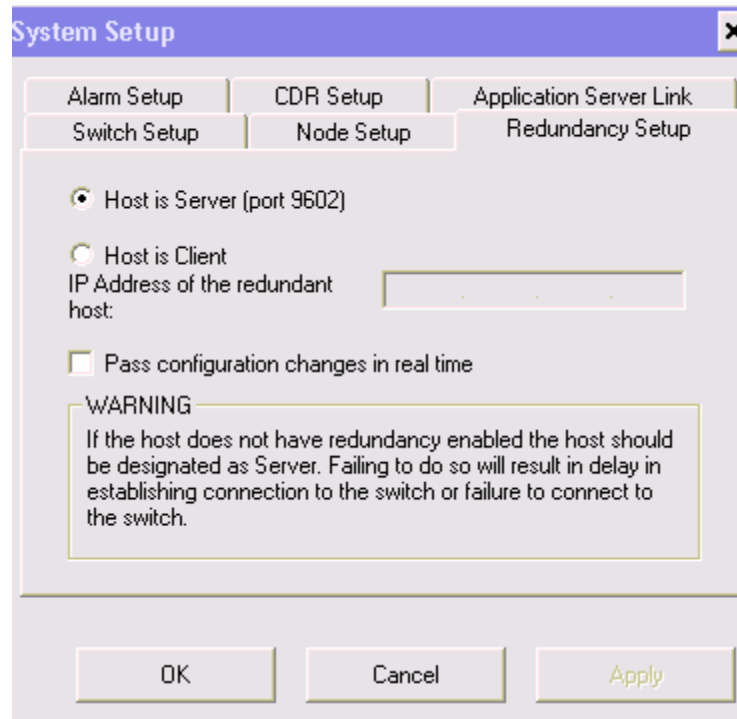 System Setup
Alarm Setup CDR Setup Application Server Link
Switch Setup Node Setup Redundancy Setup
Host is Server (port 9602)
Host is Client
IP Address of the redundant
host:
Pass configuration changes in real time
WARNING
If the host does not have redundancy enabled the host should
be designated as Server. Failing to do so will result in delay in
establishing connection to the switch or failure to connect to
the switch.
OK Cancel Apply